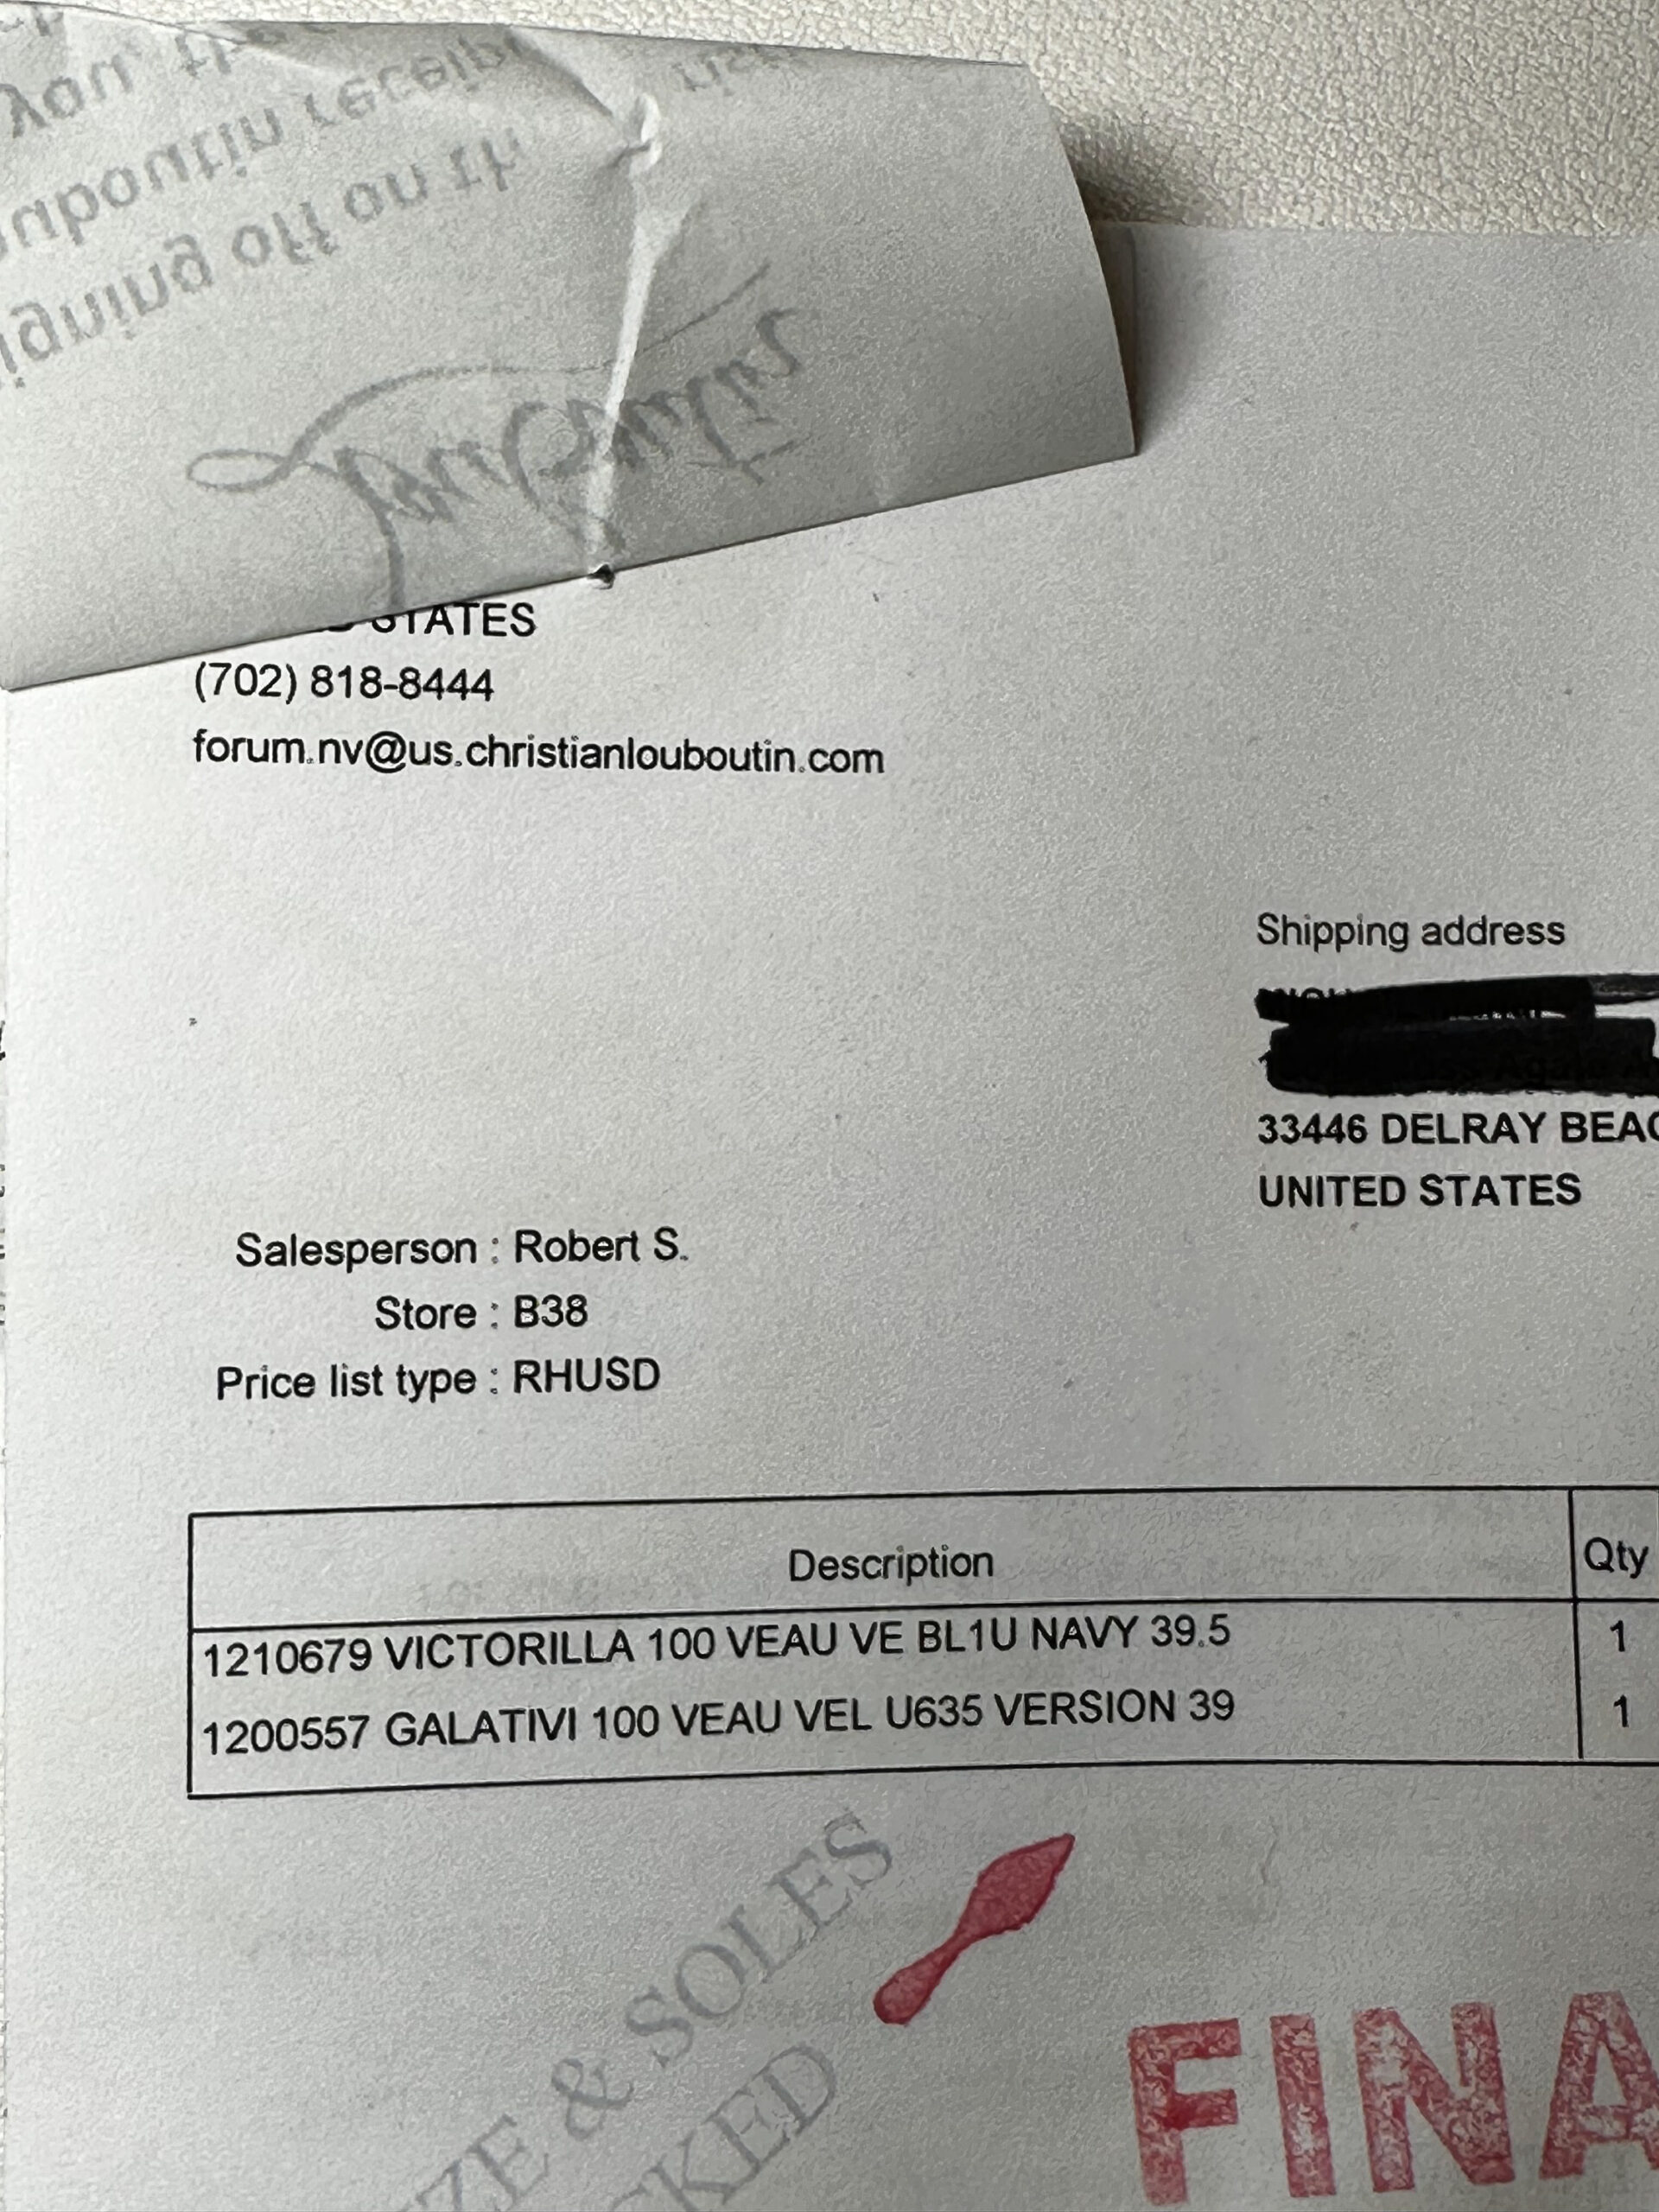 Louboutin
STATES
(702) 818-8444
forum.nv@us.christianlouboutin.com
Shipping address
33446 DELRAY BEAC
UNITED STATES
Salesperson : Robert S.
Store : B38
Price list type : RHUSD
Description Qty
1210679 VICTORILLA 100 VEAU VE BL1U NAVY 39.5 1
1200557 GALATIVI 100 VEAU VEL U635 VERSION 39 1
& SOLES
FINA